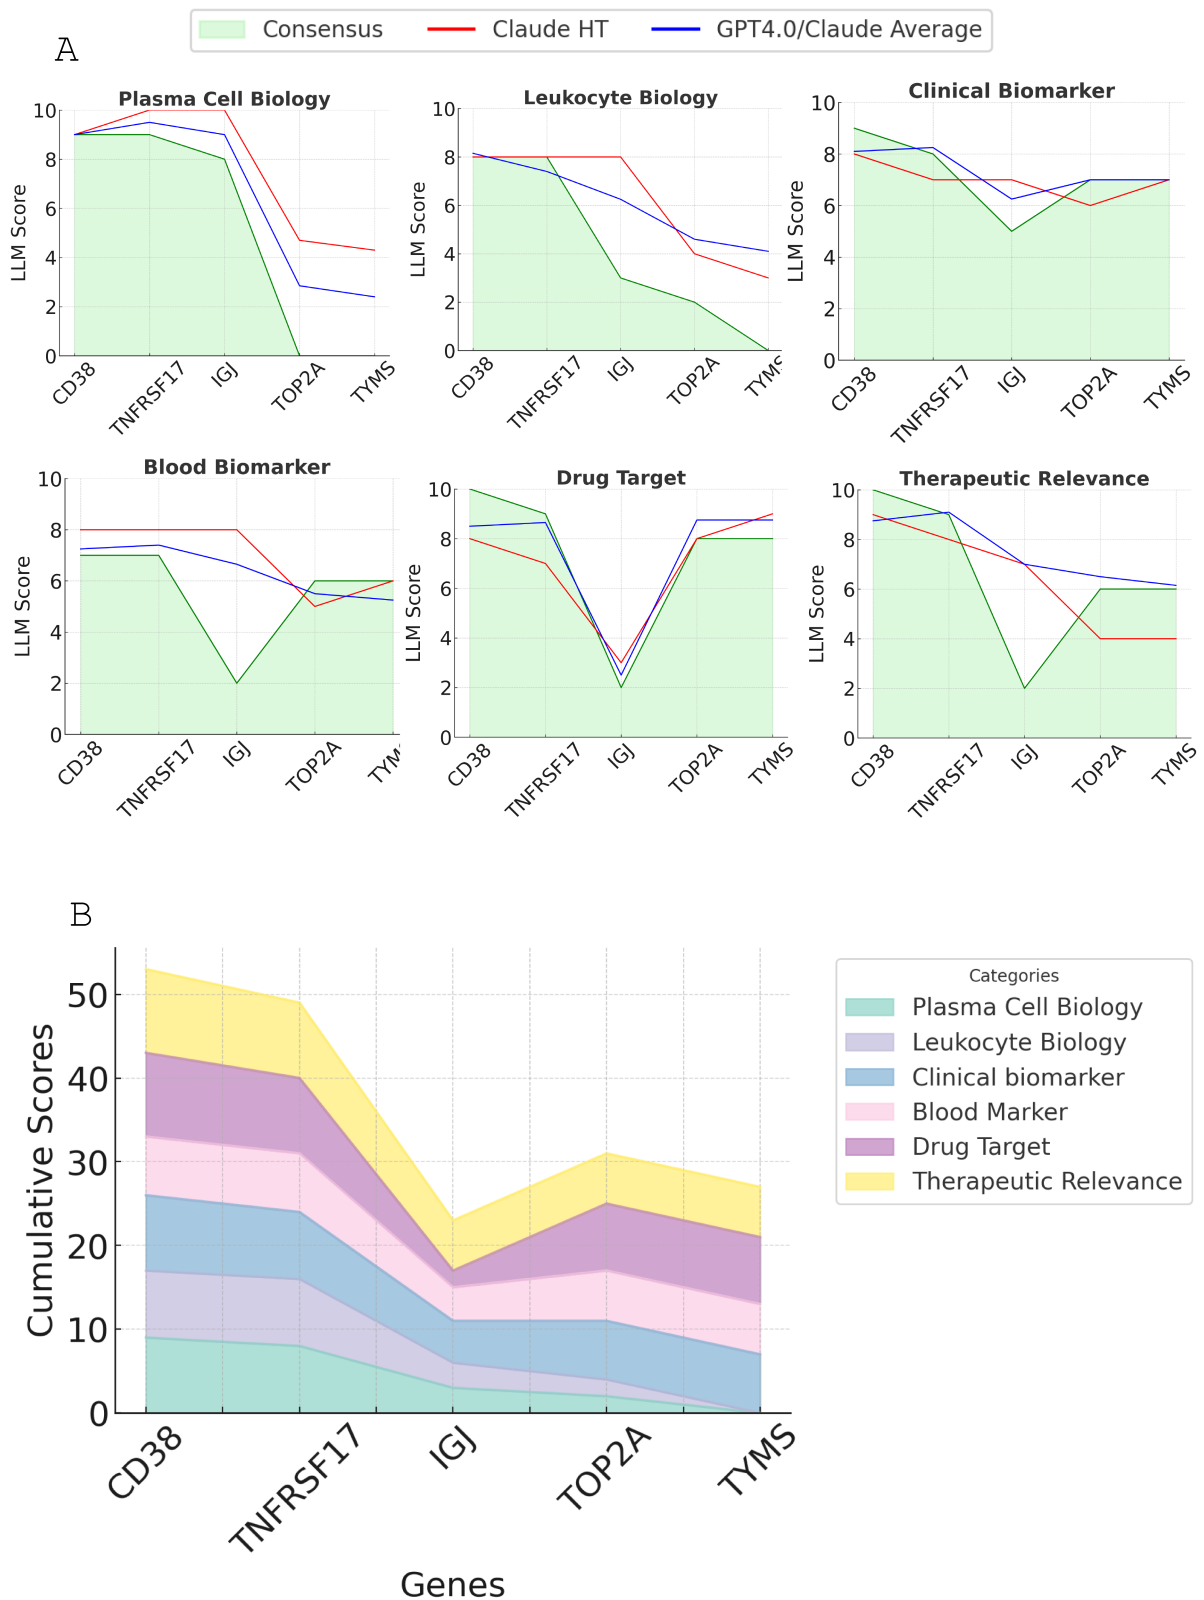 Consensus Claude HT GPT4.0/Claude Average
A
Plasma Cell Biology
LLM Score
10
8
6
4
2
0
CD38 TNFRSF17 IGJ TOP2A TYMS
Leukocyte Biology
LLM Score
10
8
6
4
2
0
CD38 TNFRSF17 IGJ TOP2A TYMS
Clinical Biomarker
LLM Score
10
8
6
4
2
0
CD38 TNFRSF17 IGJ TOP2A TYMS
Blood Biomarker
LLM Score
10
8
6
4
2
0
CD38 TNFRSF17 IGJ TOP2A TYM
Drug Target
LLM Score
10
8
6
4
2
0
CD38 TNFRSF17 IGJ TOP2A TYMS
Therapeutic Relevance
LLM Score
10
8
6
4
2
0
CD38 TNFRSF17 IGJ TOP2A TYMS
B
Cumulative Scores
50
40
30
20
10
0
CD38 TNFRSF17 IGJ TOP2A TYMS
Genes
Categories
Plasma Cell Biology
Leukocyte Biology
Clinical biomarker
Blood Marker
Drug Target
Therapeutic Relevance